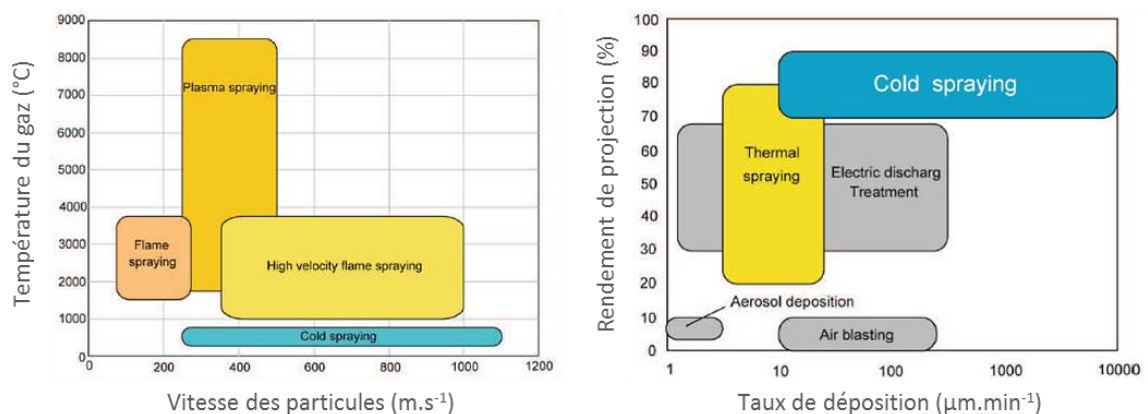 Température du gaz (°C)
9000
8000
7000
6000
5000
4000
3000
2000
1000
0
Plasma spraying
Flame
spraying
High velocity flame spraying
Cold spraying
0 200 400 600 800 1000 1200
Vitesse des particules (m.s⁻¹)
Rendement de projection (%)
100
90
80
70
60
50
40
30
20
10
0
Cold spraying
Thermal
spraying
Electric discharg
Treatment
Aerosol deposition
Air blasting
1 10 100 1000 10000
Taux de déposition (µm.min⁻¹)